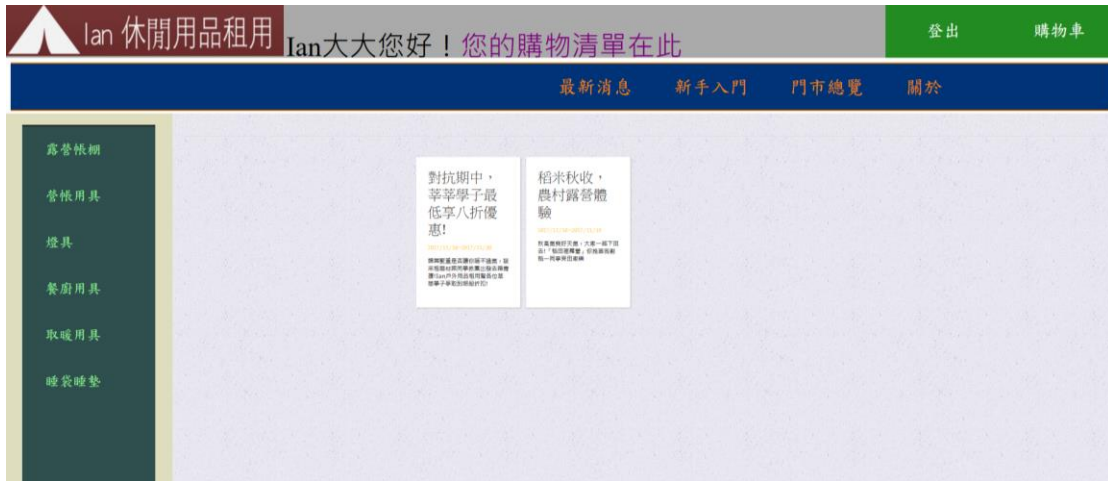 Ian 休閒用品租用
Ian大大您好！您的購物清單在此
登出
購物車
最新消息
新手入門
門市總覽
關於
露營帳棚
營帳用具
燈具
餐廚用具
取暖用具
睡袋睡墊
對抗期中，
莘莘學子最
低享八折優
惠!
稻米秋收，
農村露營體
驗